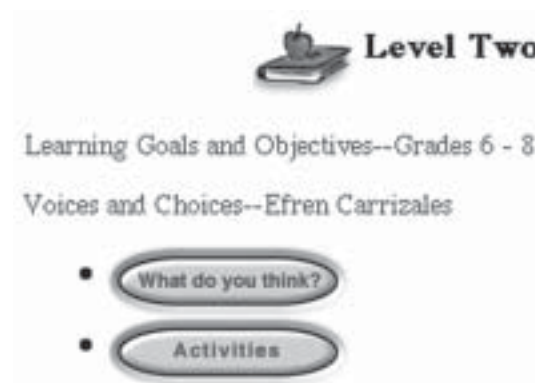 Level Two
Learning Goals and Objectives--Grades 6 - 8
Voices and Choices--Efren Carrizales
What do you think?
Activities